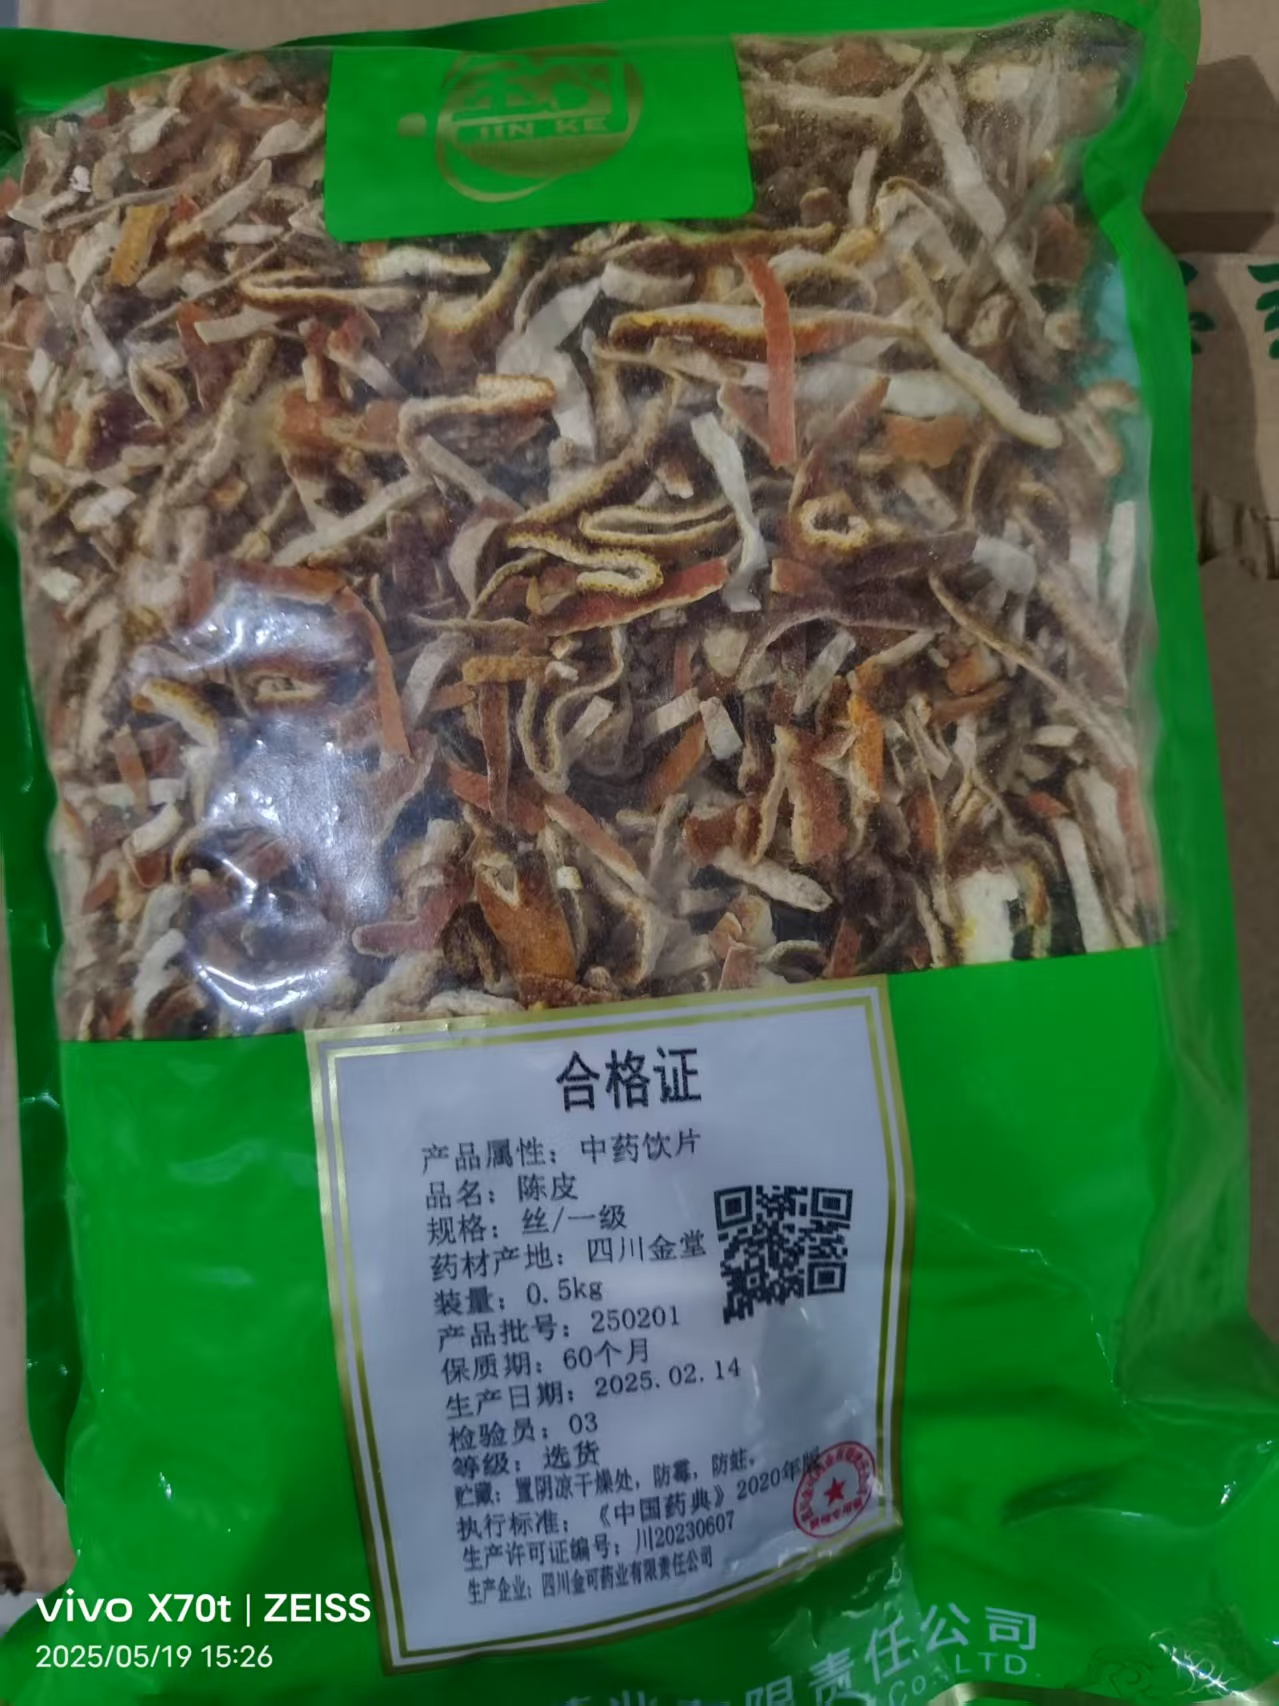 金可
JIN KE
合格证
产品属性：中药饮片
品名：陈皮
规格：丝/一级
药材产地：四川金堂
装量：0.5kg
产品批号：250201
保质期：60个月
生产日期：2025.02.14
检验员：03
等级：选货
贮藏：置阴凉干燥处，防霉，防蛀，
执行标准：《中国药典》2020年版
生产许可证编号：川20230607
生产企业：四川金可药业有限责任公司
药业有限责任公司
CO.,LTD.
vivo X70t | ZEISS
2025/05/19 15:26